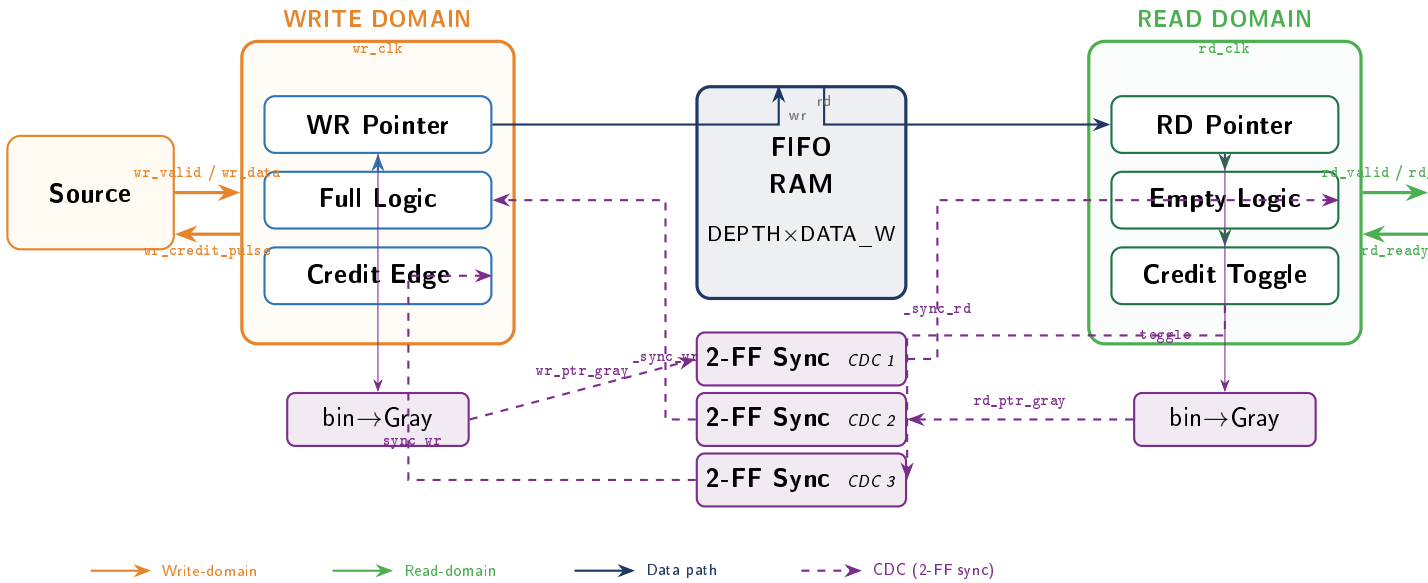 WRITE DOMAIN
READ DOMAIN
wr_clk
rd_clk
WR Pointer
Full Logic
Credit Edge
Source
wr_valid / wr_data
wr_credit_pulse
wr
rd
FIFO
RAM
DEPTH×DATA_W
RD Pointer
Empty Logic
Credit Toggle
rd_valid / rd_
rd_ready
_sync_rd
toggle
_sync_wr
wr_ptr_gray
2-FF Sync CDC 1
bin→Gray
2-FF Sync CDC 2
rd_ptr_gray
bin→Gray
sync_wr
2-FF Sync CDC 3
Write-domain
Read-domain
Data path
CDC (2-FF sync)